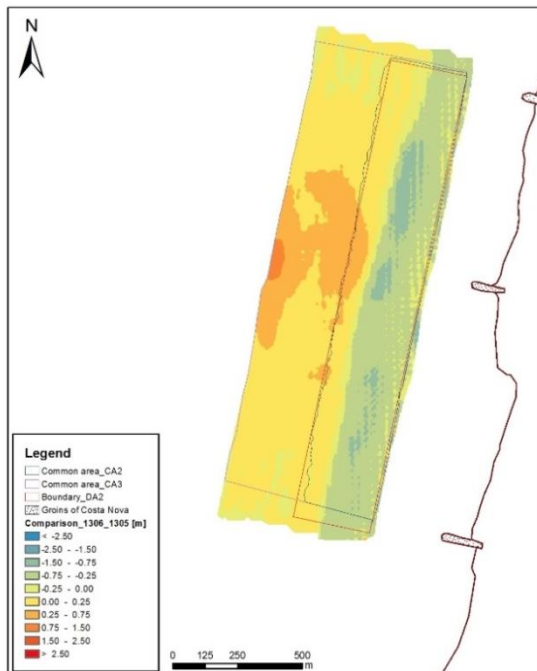 N
Legend
Common area_CA2
Common area_CA3
Boundary_DA2
Groins of Costa Nova
Comparison_1306_1305 [m]
< -2.50
-2.50 - -1.50
-1.50 - -0.75
-0.75 - -0.25
-0.25 - 0.00
0.00 - 0.25
0.25 - 0.75
0.75 - 1.50
1.50 - 2.50
> 2.50
0 125 250 500
m